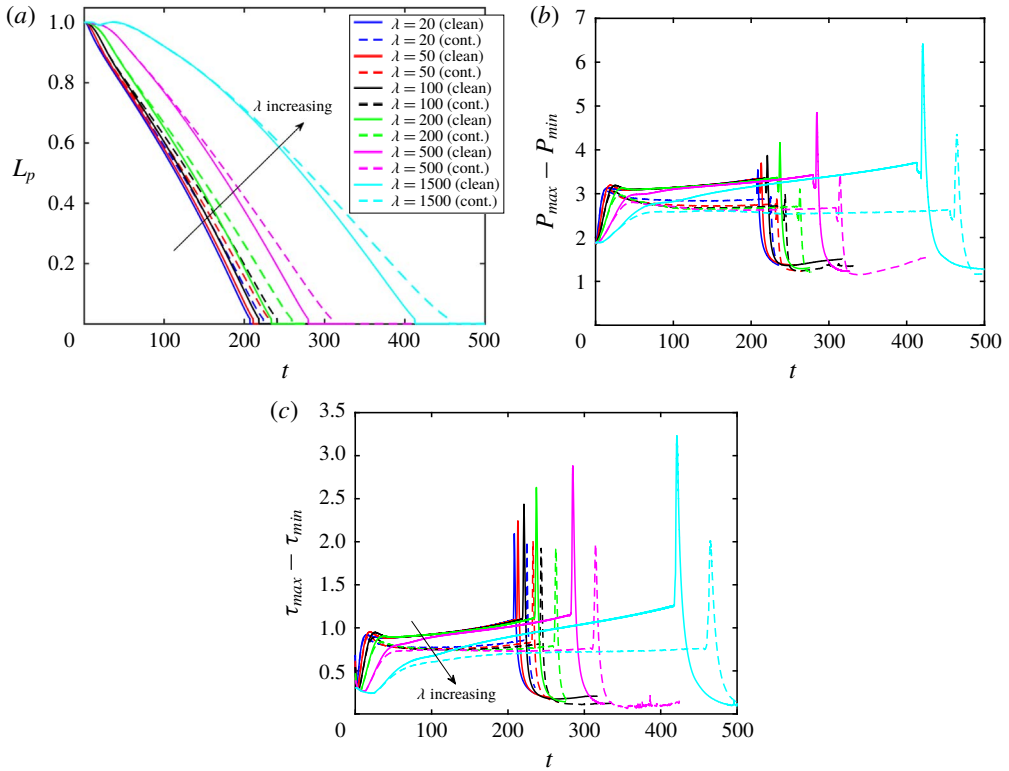 (a)
1.0
0.8
0.6
0.4
0.2
0
100
200
300
400
500
L_p
t
λ increasing
λ = 20 (clean)
λ = 20 (cont.)
λ = 50 (clean)
λ = 50 (cont.)
λ = 100 (clean)
λ = 100 (cont.)
λ = 200 (clean)
λ = 200 (cont.)
λ = 500 (clean)
λ = 500 (cont.)
λ = 1500 (clean)
λ = 1500 (cont.)
(b)
7
6
5
4
3
2
1
0
100
200
300
400
500
P_max − P_min
t
(c)
3.5
3.0
2.5
2.0
1.5
1.0
0.5
0
100
200
300
400
500
τ_max − τ_min
t
λ increasing